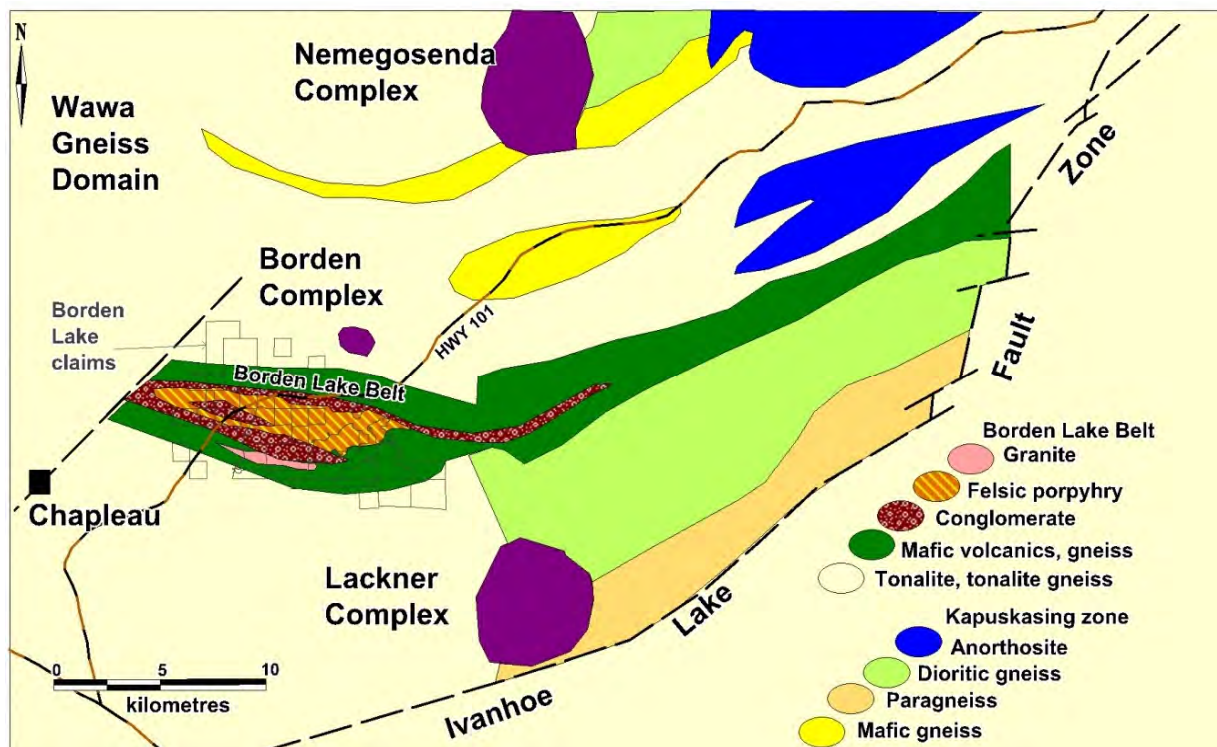 N
Nemegosenda
Complex
Wawa
Gneiss
Domain
Zone
Borden
Complex
Borden
Lake
claims
HWY 101
Borden Lake Belt
Fault
Chapleau
Lackner
Complex
Lake
Ivanhoe
0 5 10
kilometres
Borden Lake Belt
Granite
Felsic porpyhry
Conglomerate
Mafic volcanics, gneiss
Tonalite, tonalite gneiss
Kapuskasing zone
Anorthosite
Dioritic gneiss
Paragneiss
Mafic gneiss